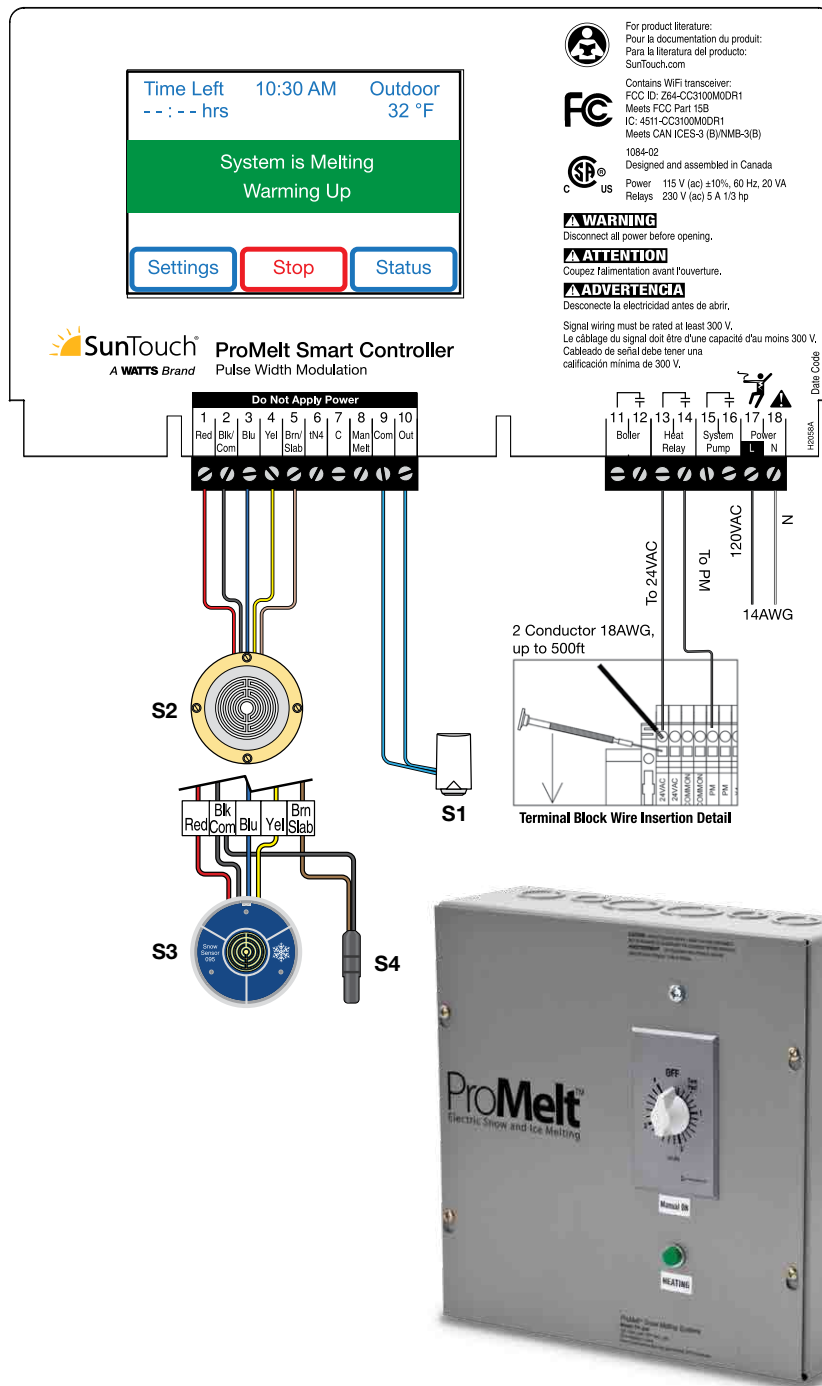 For product literature:
Pour la documentation du produit:
Para la literatura del producto:
SunTouch.com
Contains WiFi transceiver:
FCC ID: Z64-CC3100M0DR1
Meets FCC Part 15B
IC: 4511-CC3100M0DR1
Meets CAN ICES-3 (B)/NMB-3(B)
FC
C US
1084-02
Designed and assembled in Canada
Power 115 V (ac) ±10%, 60 Hz, 20 VA
Relays 230 V (ac) 5 A 1/3 hp
WARNING
Disconnect all power before opening.
ATTENTION
Coupez l'alimentation avant l'ouverture.
ADVERTENCIA
Desconecte la electricidad antes de abrir.
Signal wiring must be rated at least 300 V.
Le câblage du signal doit être d'une capacité d'au moins 300 V.
Cableado de señal debe tener una
calificación mínima de 300 V.
Date Code
H2058A
Time Left 10:30 AM Outdoor
--:-- hrs 32 °F
System is Melting
Warming Up
Settings Stop Status
SunTouch®
A WATTS Brand
ProMelt Smart Controller
Pulse Width Modulation
Do Not Apply Power
1 2 3 4 5 6 7 8 9 10
Red Blk/Com Blu Yel Brn/Slab tN4 C Man Melt Com Out
11 12 13 14 15 16 17 18
Boiler Heat Relay System Pump Power
L N
To 24VAC
To PM
120VAC
N
14AWG
2 Conductor 18AWG,
up to 500ft
24VAC
24VAC
COMMON
COMMON
PM
PM
Terminal Block Wire Insertion Detail
S2
S1
Red Blk Com Blu Yel Brn Slab
S3
Snow
Sensor
095
S4
ProMelt™
Electric Snow and Ice Melting
OFF
Manual ON
HEATING